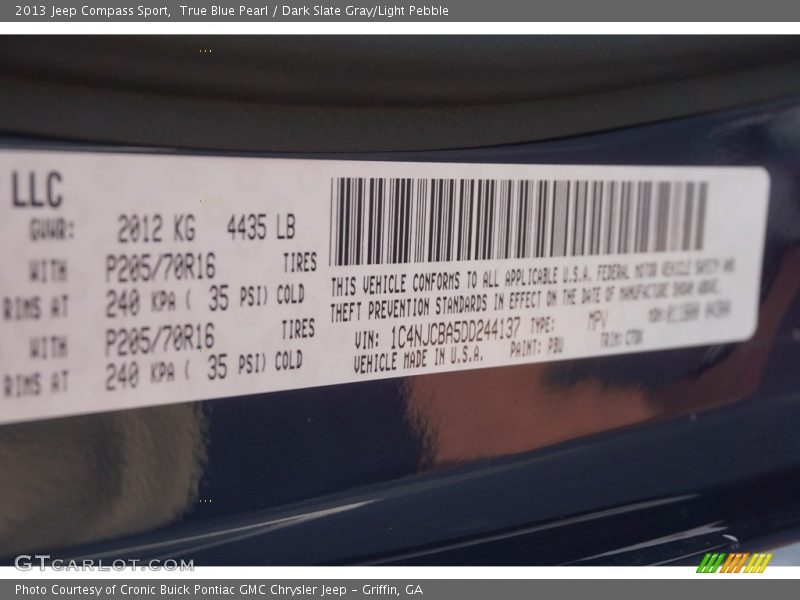 2013 Jeep Compass Sport,  True Blue Pearl / Dark Slate Gray/Light Pebble
LLC
GVWR: 2012 KG 4435 LB
WITH P205/70R16 TIRES
RIMS AT 240 KPA ( 35 PSI) COLD
WITH P205/70R16 TIRES
RIMS AT 240 KPA ( 35 PSI) COLD
THIS VEHICLE CONFORMS TO ALL APPLICABLE U.S.A. FEDERAL MOTOR VEHICLE SAFETY AND
THEFT PREVENTION STANDARDS IN EFFECT ON THE DATE OF MANUFACTURE SHOWN ABOVE.
VIN: 1C4NJCBA5DD244137 TYPE: MPV MDH:
VEHICLE MADE IN U.S.A. PAINT: PBU TRIM:
GTCARLOT.COM
Photo Courtesy of Cronic Buick Pontiac GMC Chrysler Jeep - Griffin, GA